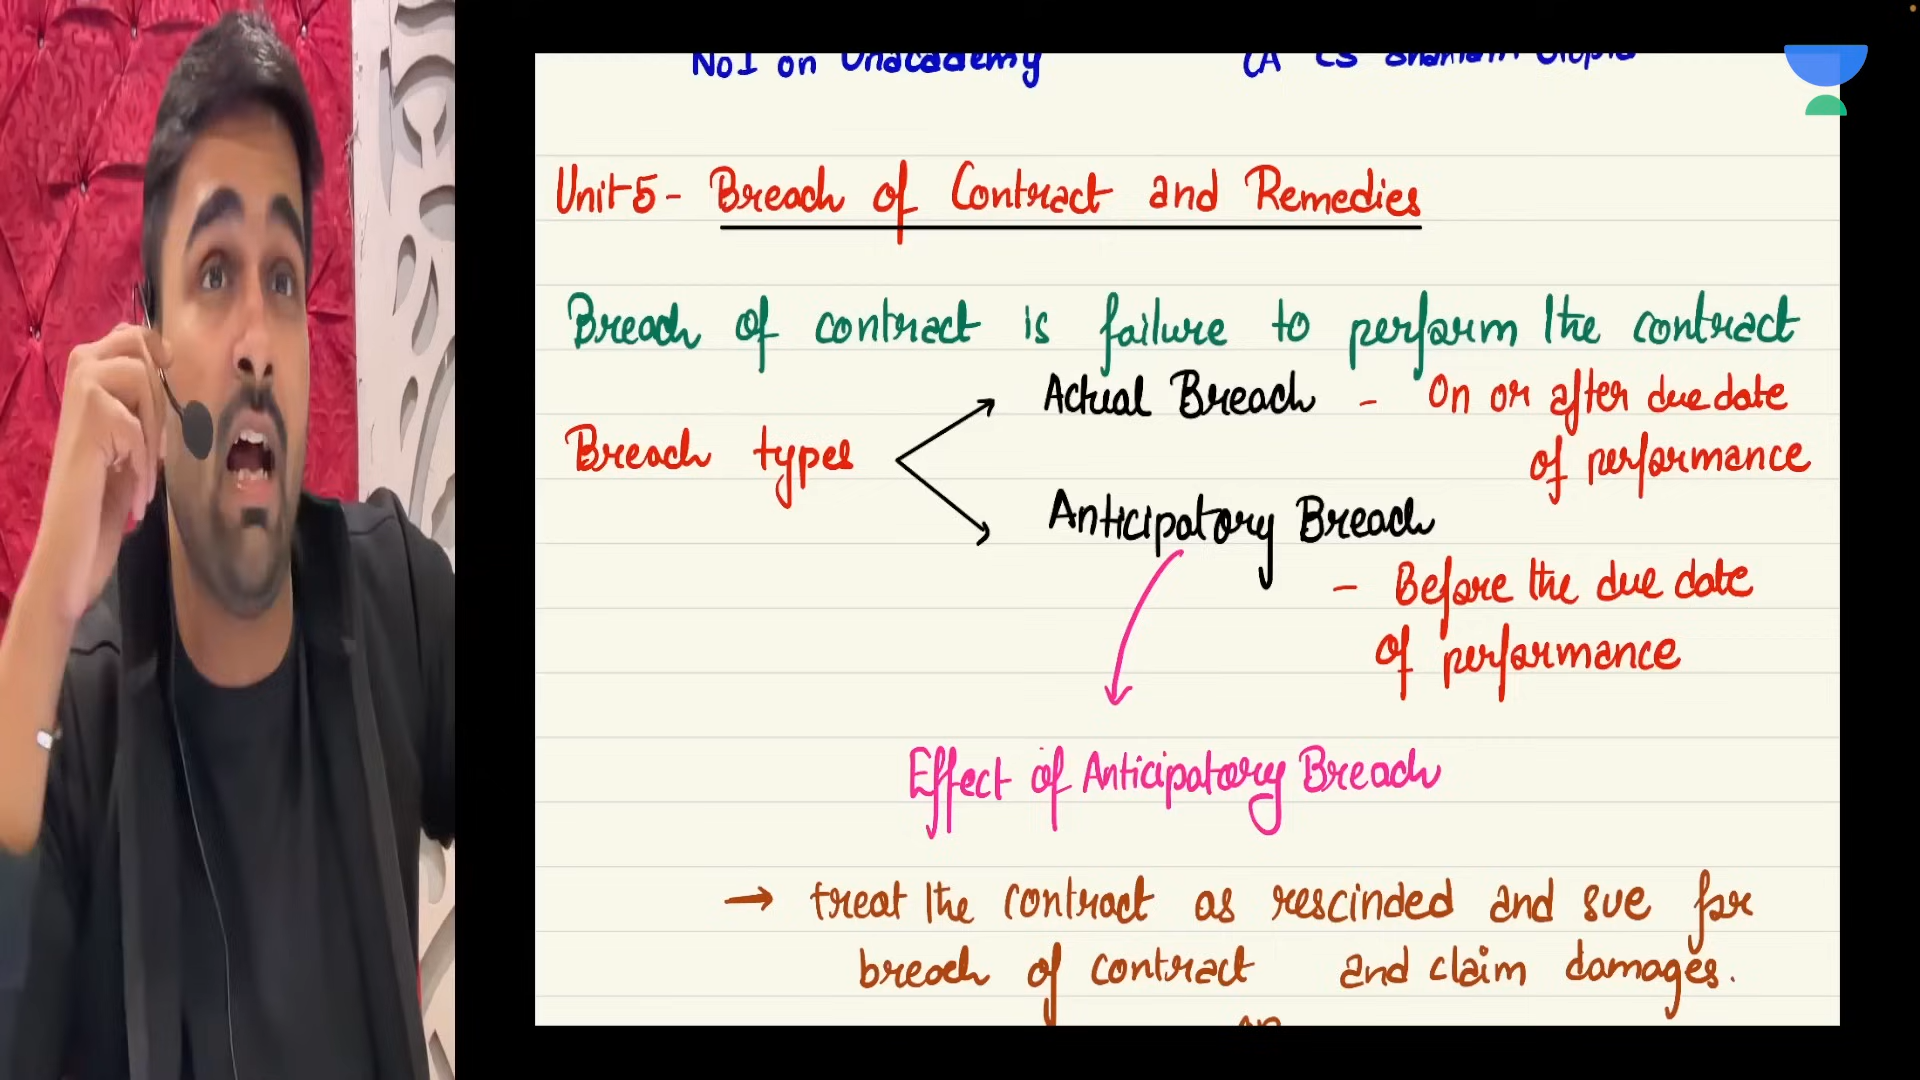 No1 on Unacademy CA CS
Unit 5 - Breach of Contract and Remedies
Breach of contract is failure to perform the contract
Actual Breach - On or after due date
of performance
Breach types
Anticipatory Breach
- Before the due date
of performance
Effect of Anticipatory Breach
→ treat the contract as rescinded and sue for
breach of contract and claim damages.